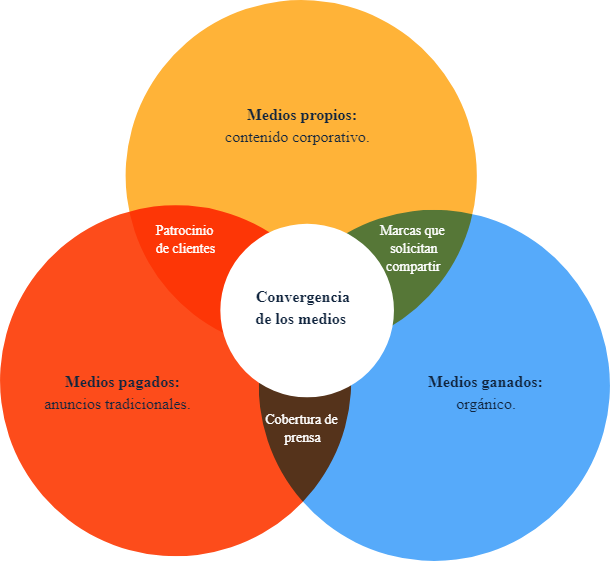 Medios propios:
contenido corporativo.
Patrocinio
de clientes
Marcas que
solicitan
compartir
Convergencia
de los medios
Medios pagados:
anuncios tradicionales.
Medios ganados:
orgánico.
Cobertura de
prensa